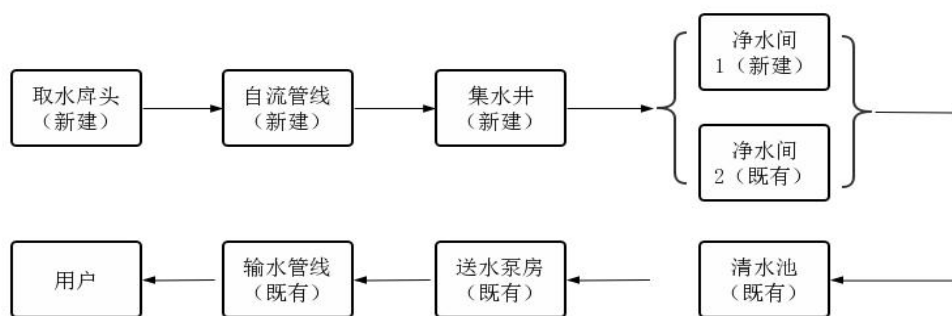 取水戽头
（新建）
自流管线
（新建）
集水井
（新建）
净水间
1（新建）
净水间
2（既有）
用户
输水管线
（既有）
送水泵房
（既有）
清水池
（既有）